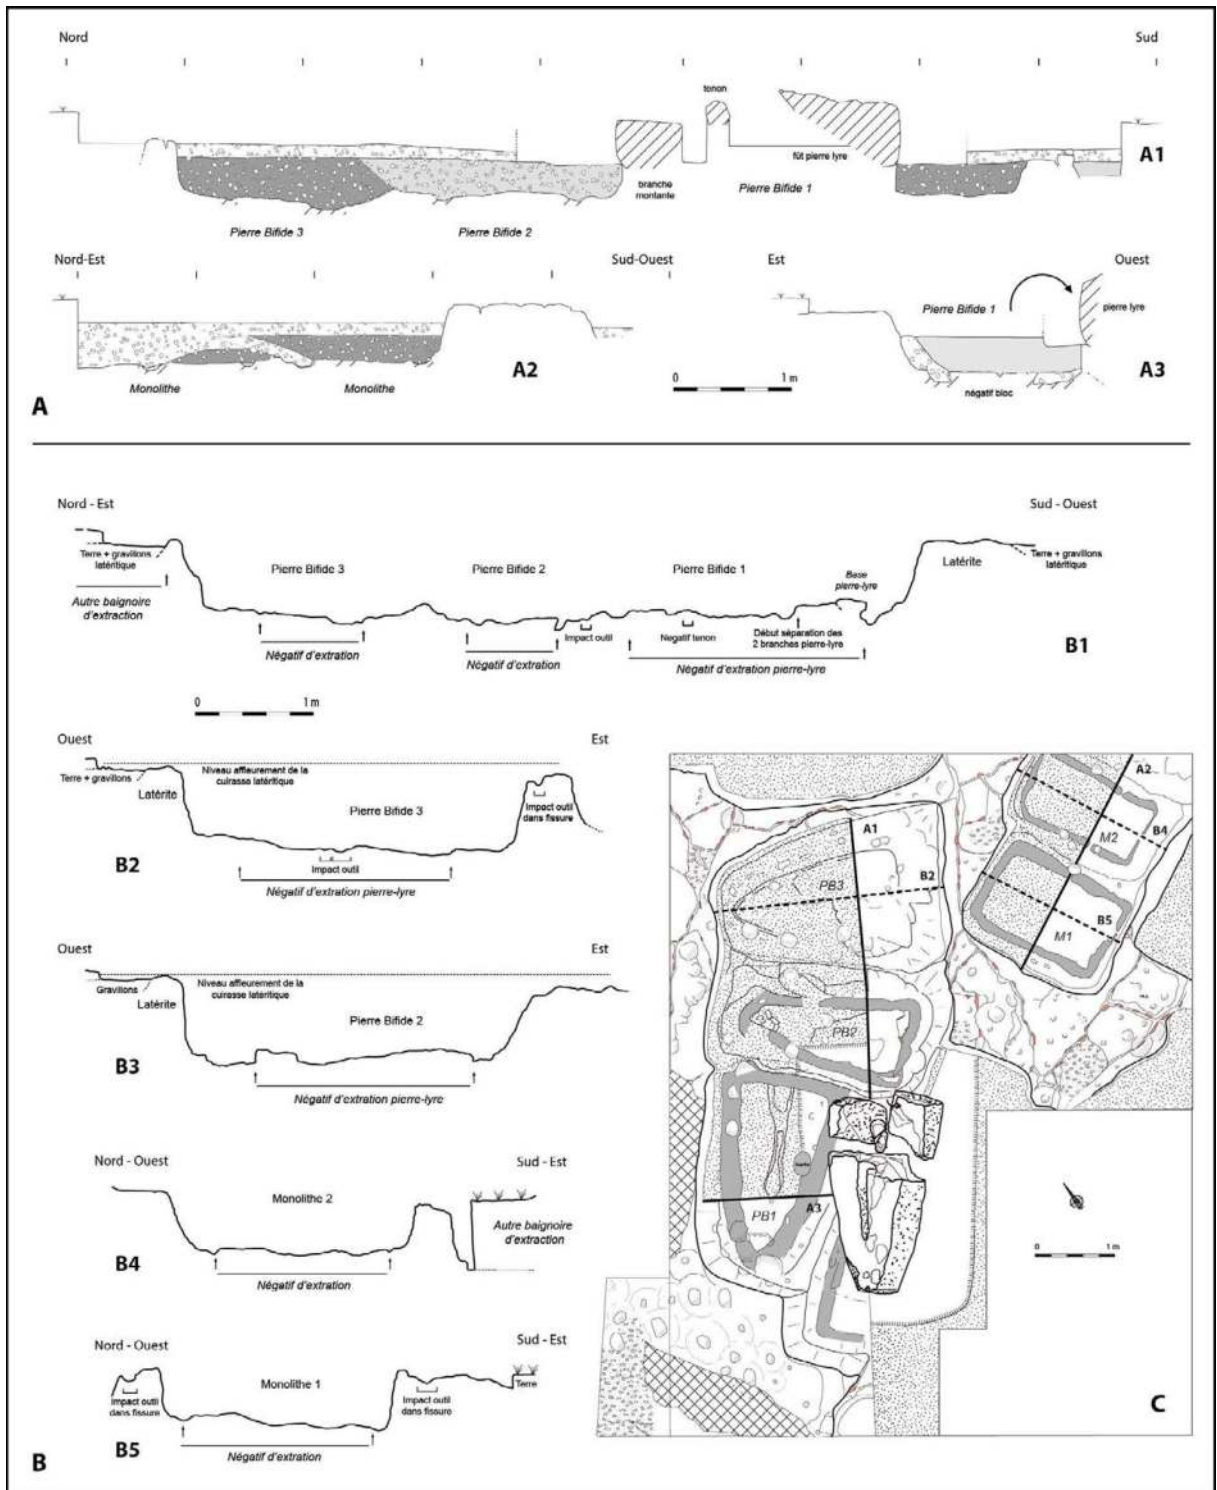 Nord
Sud
tenon
A1
fût pierre lyre
branche
montante
Pierre Bifide 1
Pierre Bifide 3
Pierre Bifide 2
Nord-Est
Sud-Ouest
Est
Ouest
Pierre Bifide 1
pierre lyre
A2
A3
Monolithe
Monolithe
0
1 m
négatif bloc
A
Nord - Est
Sud - Ouest
Terre + gravillons
latéritique
Pierre Bifide 3
Pierre Bifide 2
Pierre Bifide 1
Base
pierre-lyre
Latérite
Terre + gravillons
latéritique
Autre baignoire
d'extraction
Impact outil
Negatif tenon
Début séparation des
2 branches pierre-lyre
B1
Négatif d'extration
Négatif d'extration
Négatif d'extration pierre-lyre
0
1 m
Ouest
Est
Terre + gravillons
Niveau affleurement de la
cuirasse latéritique
Latérite
Pierre Bifide 3
Impact outil
dans fissure
B2
Impact outil
Négatif d'extration pierre-lyre
Ouest
Est
Gravillons
Niveau affleurement de la
cuirasse latéritique
Latérite
Pierre Bifide 2
B3
Négatif d'extration pierre-lyre
Nord - Ouest
Sud - Est
Monolithe 2
Autre baignoire
d'extraction
B4
Négatif d'extration
Nord - Ouest
Sud - Est
Monolithe 1
Impact outil
dans fissure
Impact outil
dans fissure
Terre
B5
Négatif d'extration
B
A2
A1
B4
M2
B2
PB3
B5
M1
PB2
A3
PB1
0
1 m
C